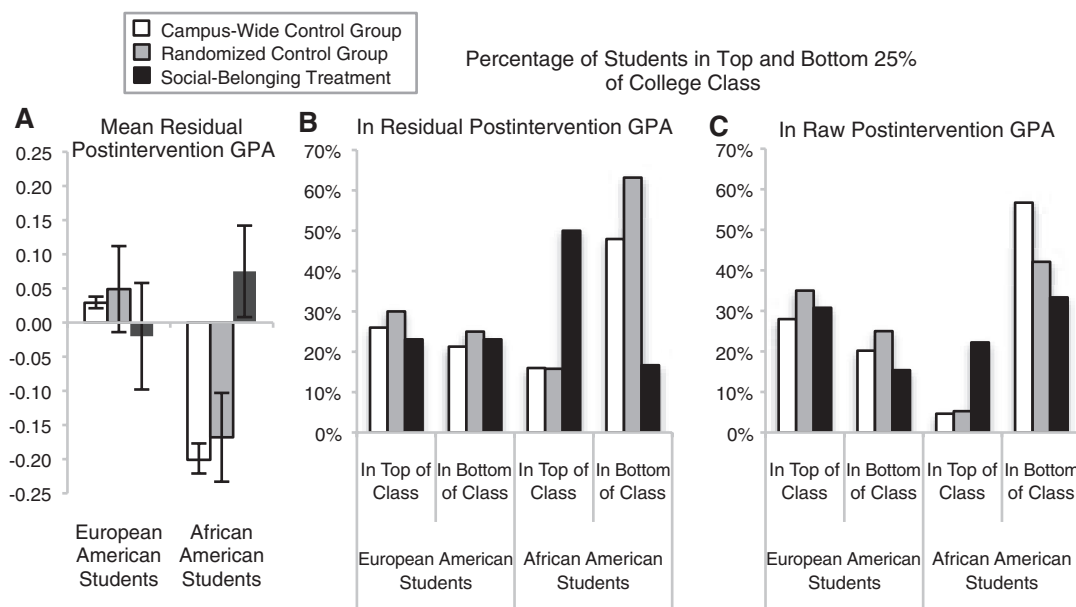 Campus-Wide Control Group
Randomized Control Group
Social-Belonging Treatment
Percentage of Students in Top and Bottom 25%
of College Class
A
Mean Residual
Postintervention GPA
0.25
0.20
0.15
0.10
0.05
0.00
-0.05
-0.10
-0.15
-0.20
-0.25
European
American
Students
African
American
Students
B
In Residual Postintervention GPA
70%
60%
50%
40%
30%
20%
10%
0%
In Top of
Class
In Bottom
of Class
In Top of
Class
In Bottom
of Class
European American
Students
African American
Students
C
In Raw Postintervention GPA
70%
60%
50%
40%
30%
20%
10%
0%
In Top of
Class
In Bottom
of Class
In Top of
Class
In Bottom
of Class
European American
Students
African American
Students